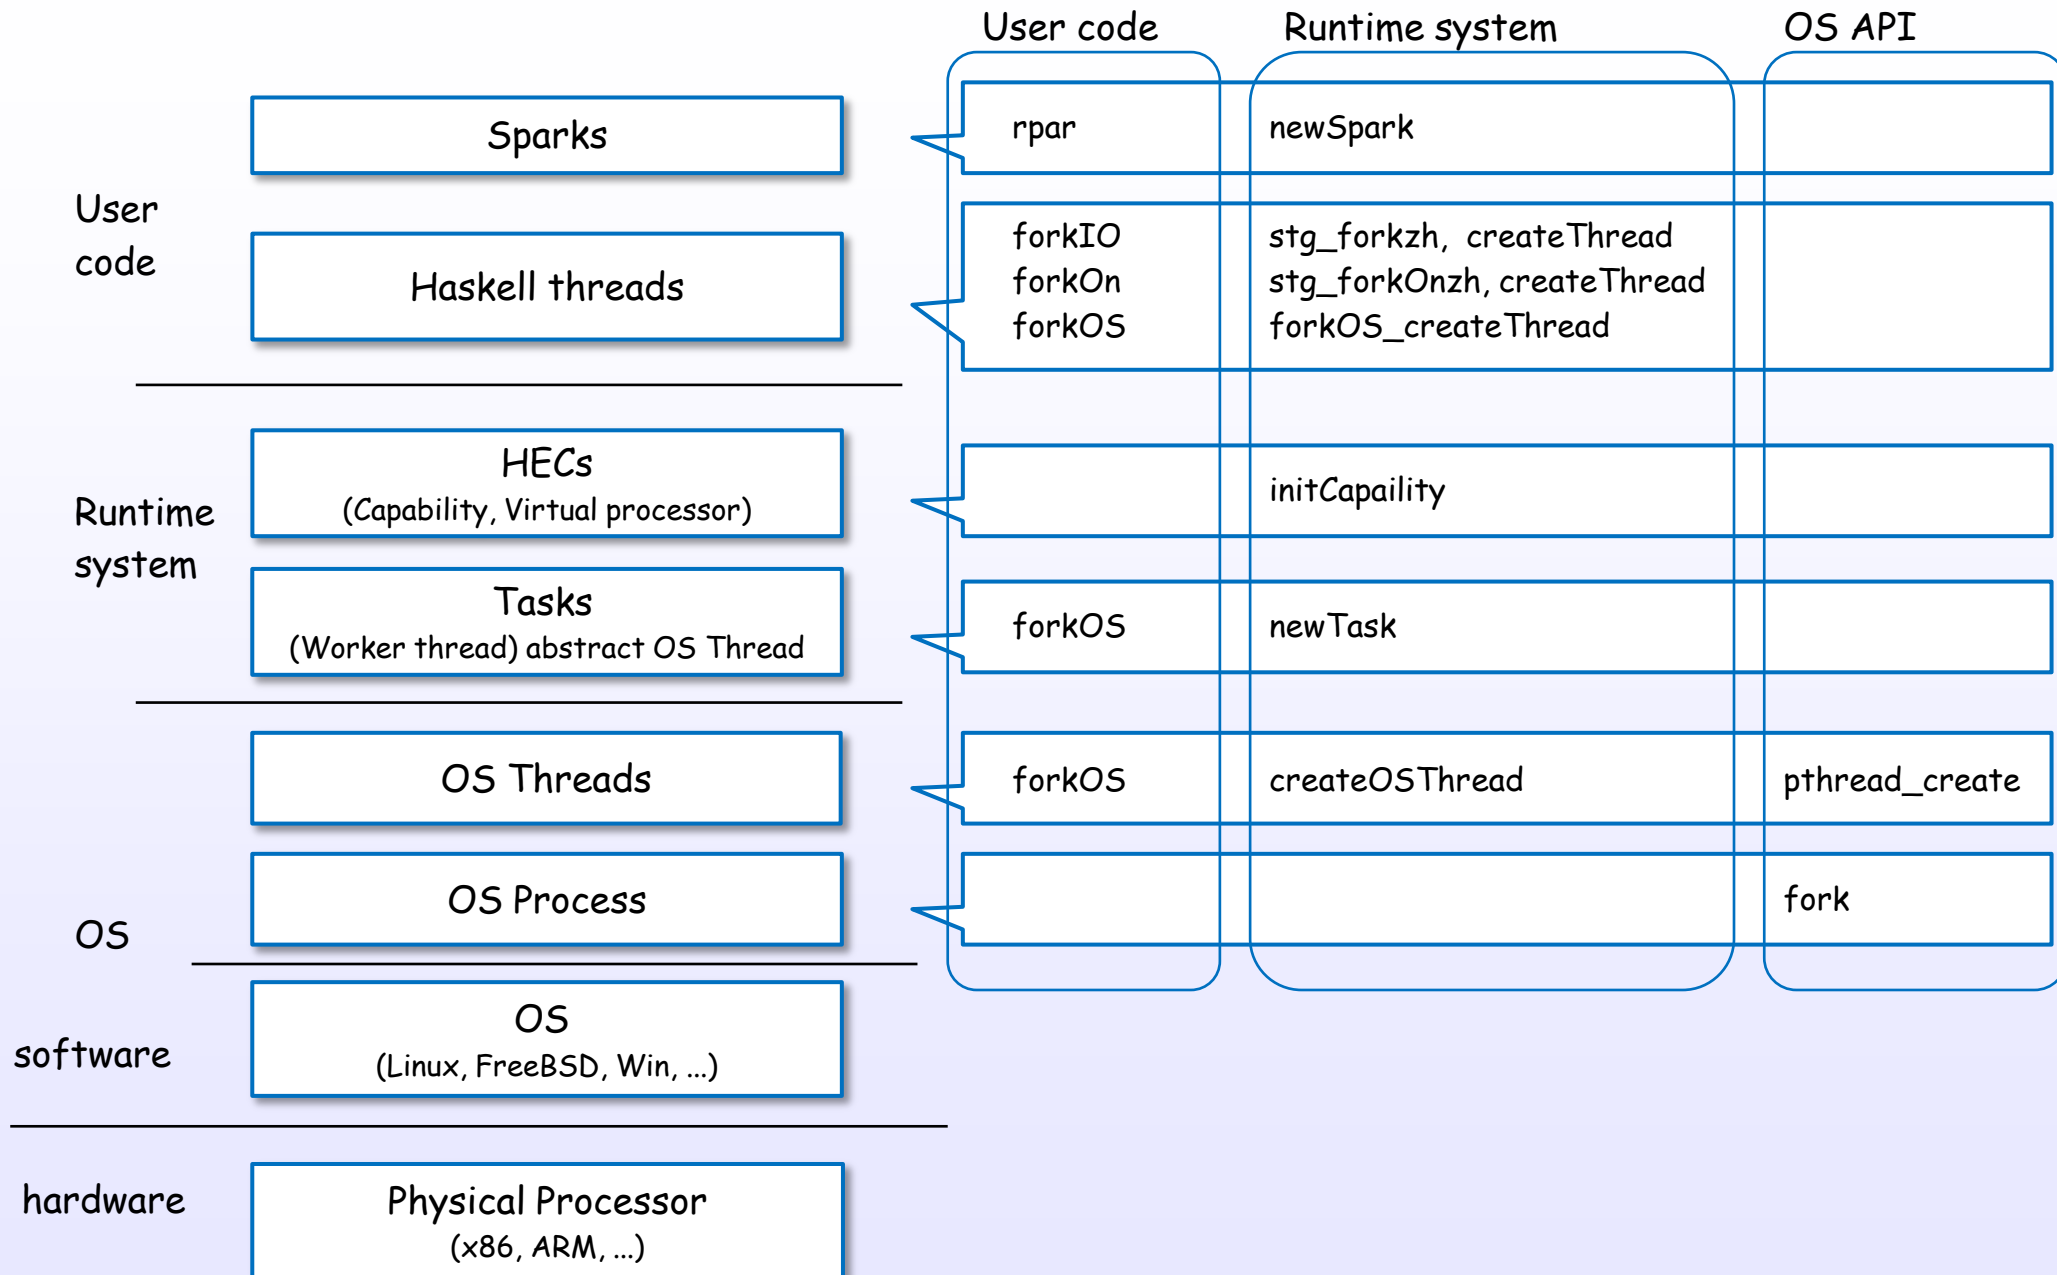 User code
Runtime system
OS API
Sparks
rpar
newSpark
User
code
Haskell threads
forkIO
stg_forkzh, createThread
forkOn
stg_forkOnzh, createThread
forkOS
forkOS_createThread
Runtime
system
HECs
(Capability, Virtual processor)
initCapaility
Tasks
(Worker thread) abstract OS Thread
forkOS
newTask
OS Threads
forkOS
createOSThread
pthread_create
OS Process
fork
OS
OS
(Linux, FreeBSD, Win, ...)
software
hardware
Physical Processor
(x86, ARM, ...)